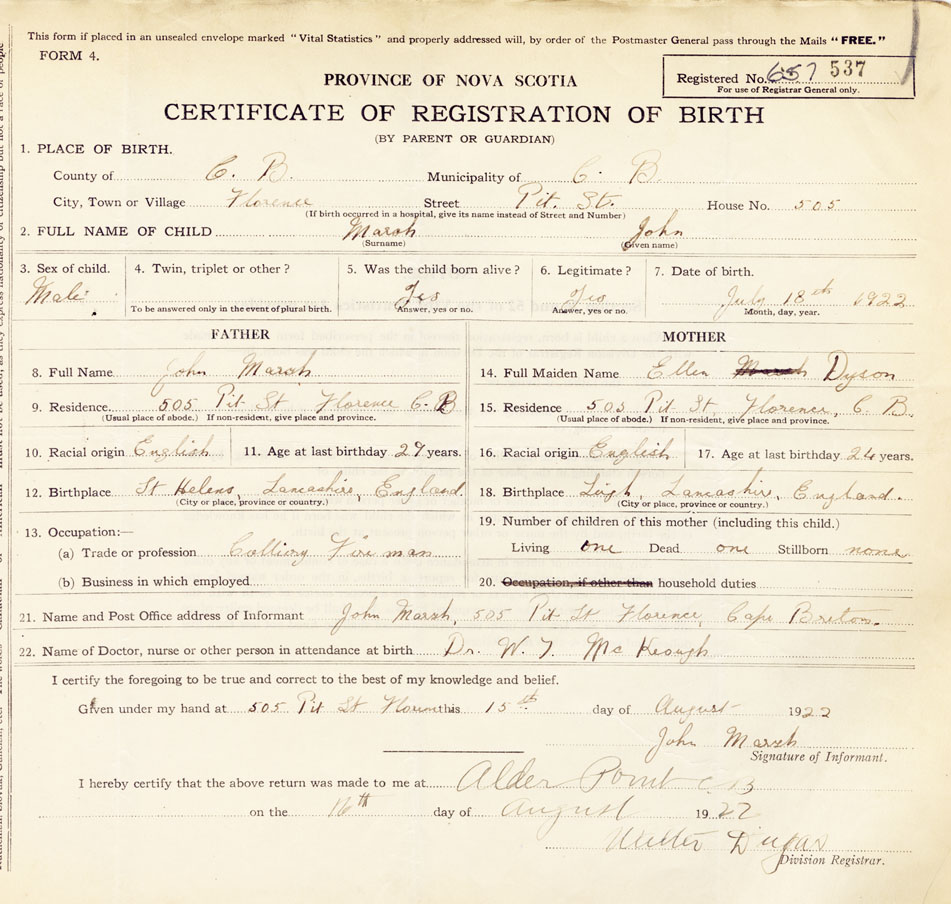 This form if placed in an unsealed envelope marked "Vital Statistics" and properly addressed will, by order of the Postmaster General pass through the Mails "FREE."
FORM 4.
Registered No. 657 537
For use of Registrar General only.
PROVINCE OF NOVA SCOTIA
CERTIFICATE OF REGISTRATION OF BIRTH
(BY PARENT OR GUARDIAN)
1. PLACE OF BIRTH.
County of C. B. Municipality of C. B.
City, Town or Village Florence Street Pit. St. House No. 505
(If birth occurred in a hospital, give its name instead of Street and Number)
2. FULL NAME OF CHILD Marsh John
(Surname) (Given name)
3. Sex of child. 4. Twin, triplet or other? 5. Was the child born alive? 6. Legitimate? 7. Date of birth.
Male Yes Yes July 18th 1922
To be answered only in the event of plural birth. Answer, yes or no. Answer, yes or no. Month, day, year.
FATHER MOTHER
8. Full Name John Marsh 14. Full Maiden Name Ellen Marsh Dyson
9. Residence 505 Pit St Florence C. B 15. Residence 505 Pit St, Florence, C. B.
(Usual place of abode.) If non-resident, give place and province. (Usual place of abode.) If non-resident, give place and province.
10. Racial origin English 11. Age at last birthday 27 years. 16. Racial origin English 17. Age at last birthday 24 years.
12. Birthplace St Helens, Lancashire, England. 18. Birthplace Leigh, Lancashire, England.
(City or place, province or country.) (City or place, province or country.)
19. Number of children of this mother (including this child.)
13. Occupation:—
(a) Trade or profession Colliery Fireman Living one Dead one Stillborn none
(b) Business in which employed 20. Occupation, if other than household duties
21. Name and Post Office address of Informant John Marsh, 505 Pit St Florence, Cape Breton.
22. Name of Doctor, nurse or other person in attendance at birth Dr. W. J. McKeough
I certify the foregoing to be true and correct to the best of my knowledge and belief.
Given under my hand at 505 Pit St Florence this 15th day of August 1922
John Marsh
Signature of Informant.
I hereby certify that the above return was made to me at Alder Point C B
on the 16th day of August 1922
Walter Dugas
Division Registrar.